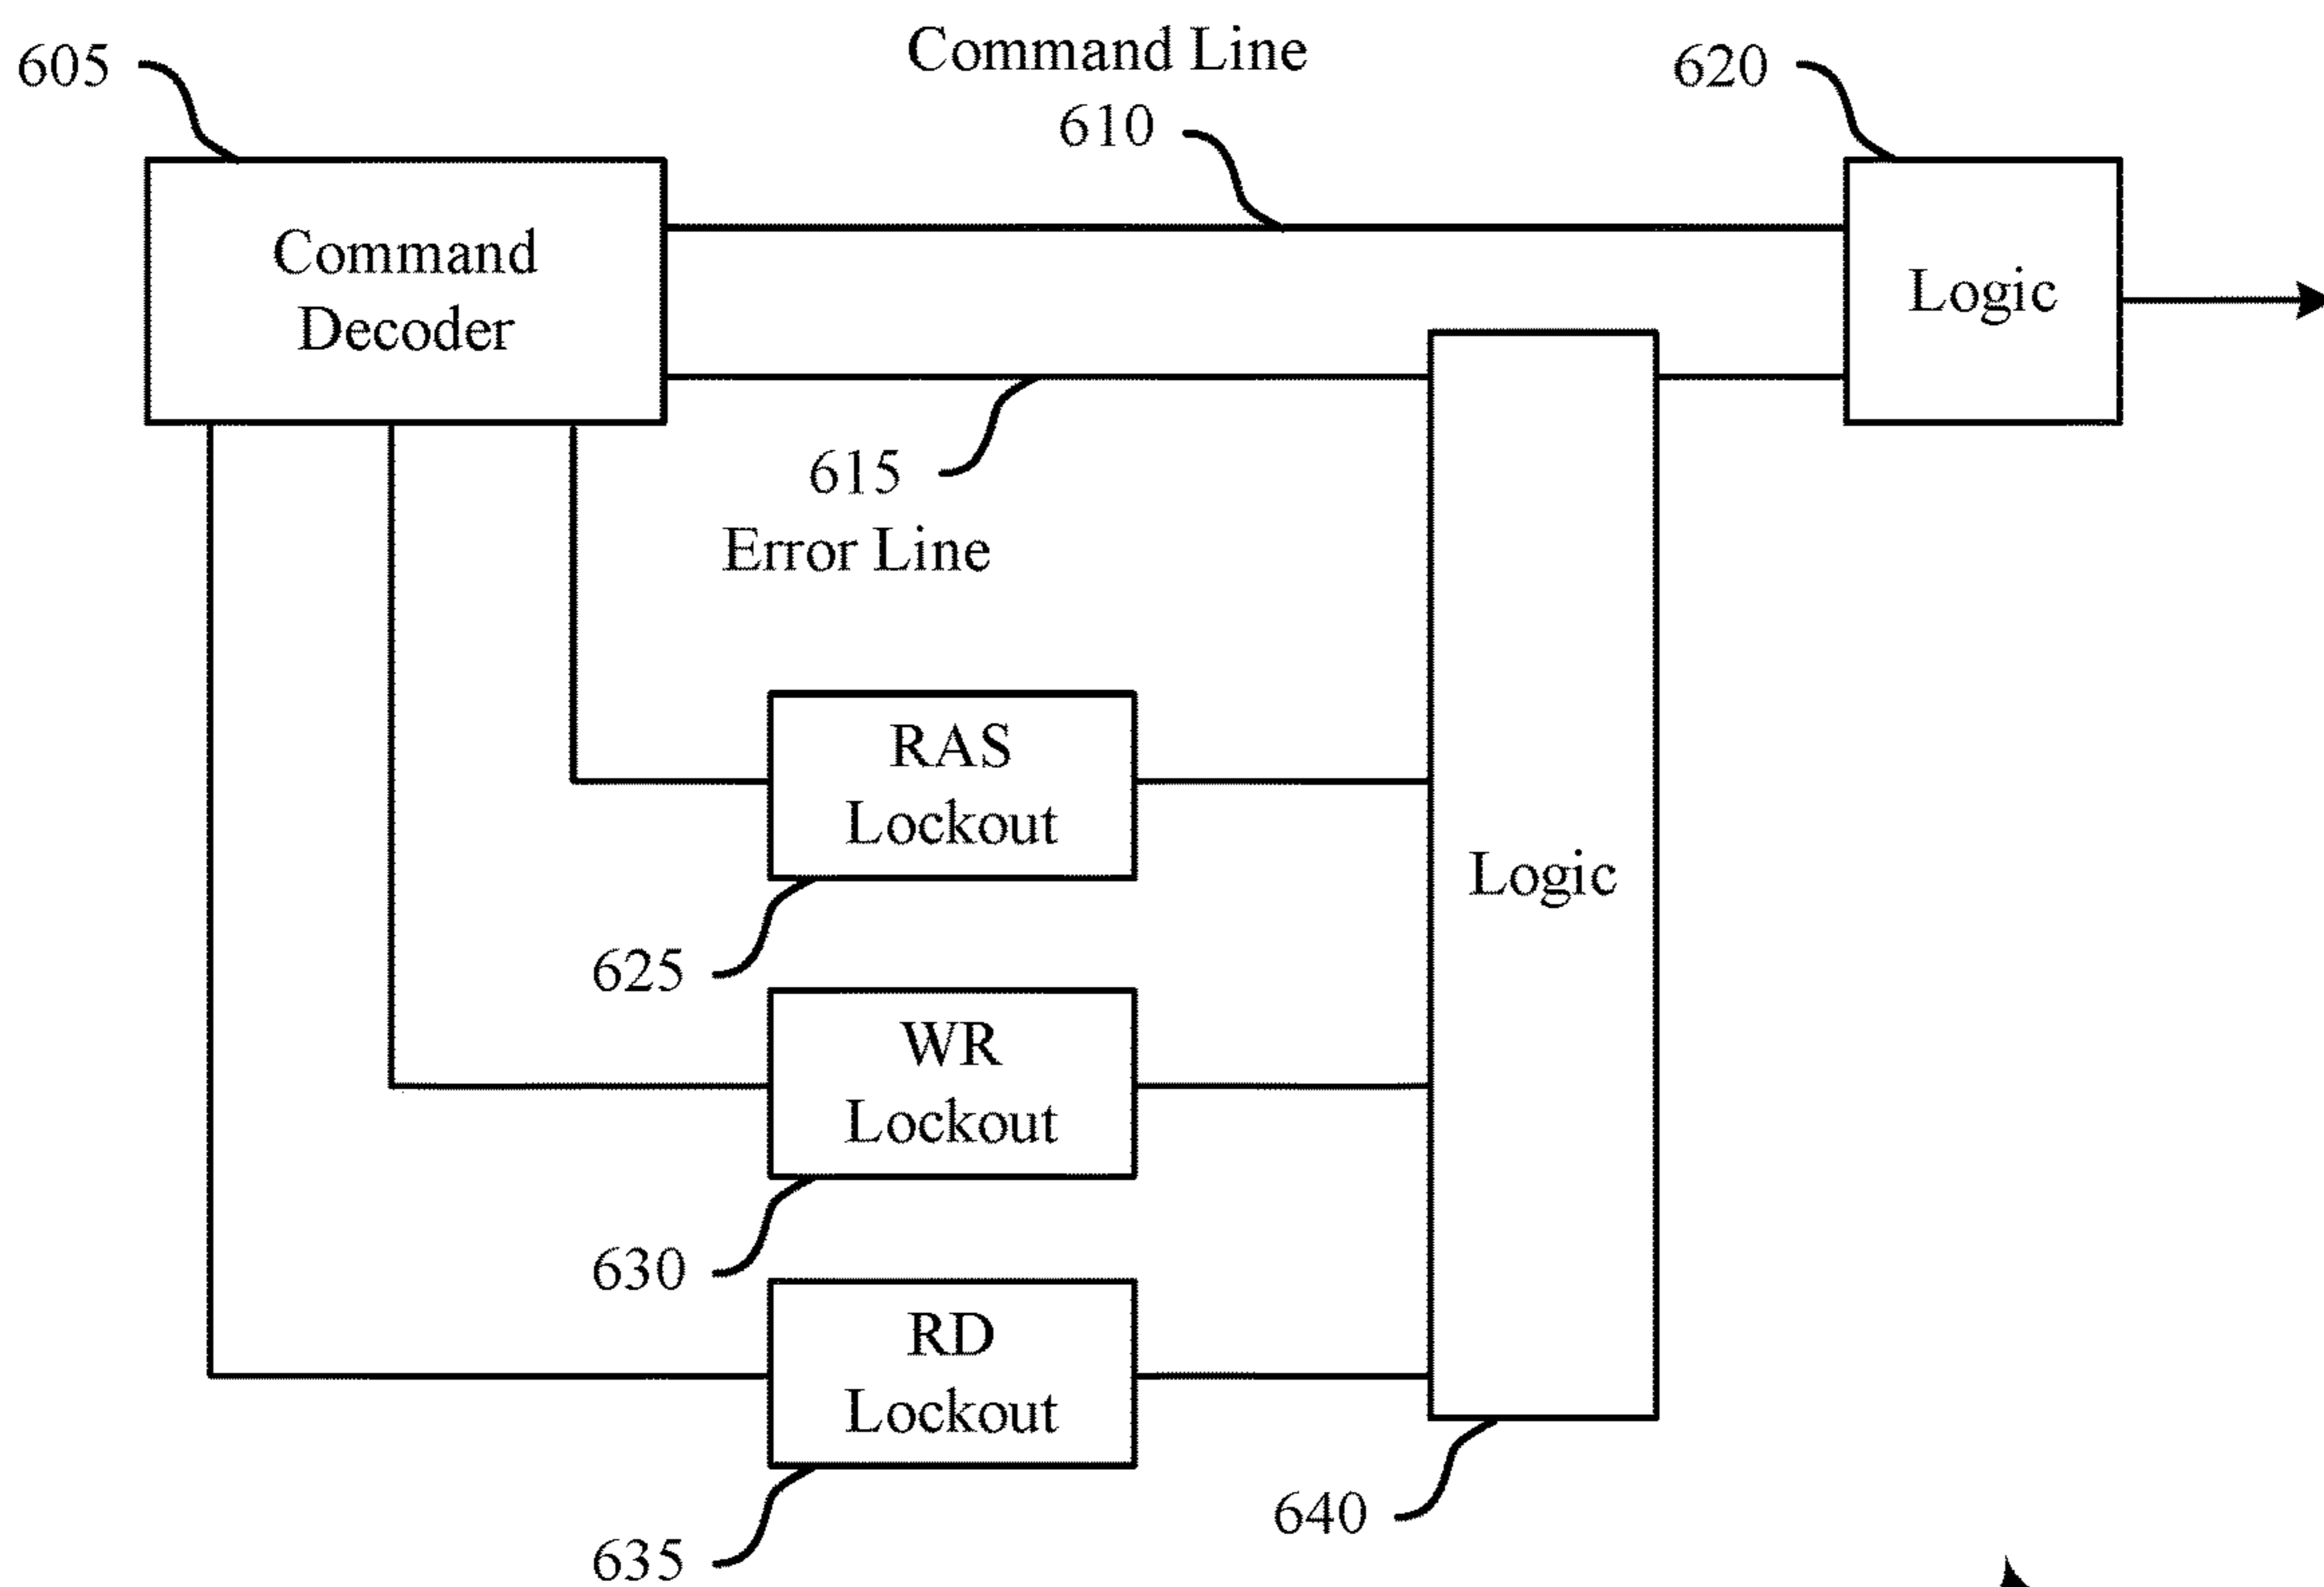 605
Command Line
610
620
Command
Decoder
Logic
615
Error Line
RAS
Lockout
Logic
625
WR
Lockout
630
RD
Lockout
640
635